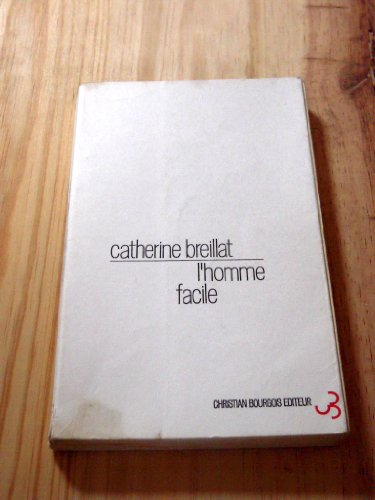 catherine breillat
l'homme
facile
CHRISTIAN BOURGOIS EDITEUR